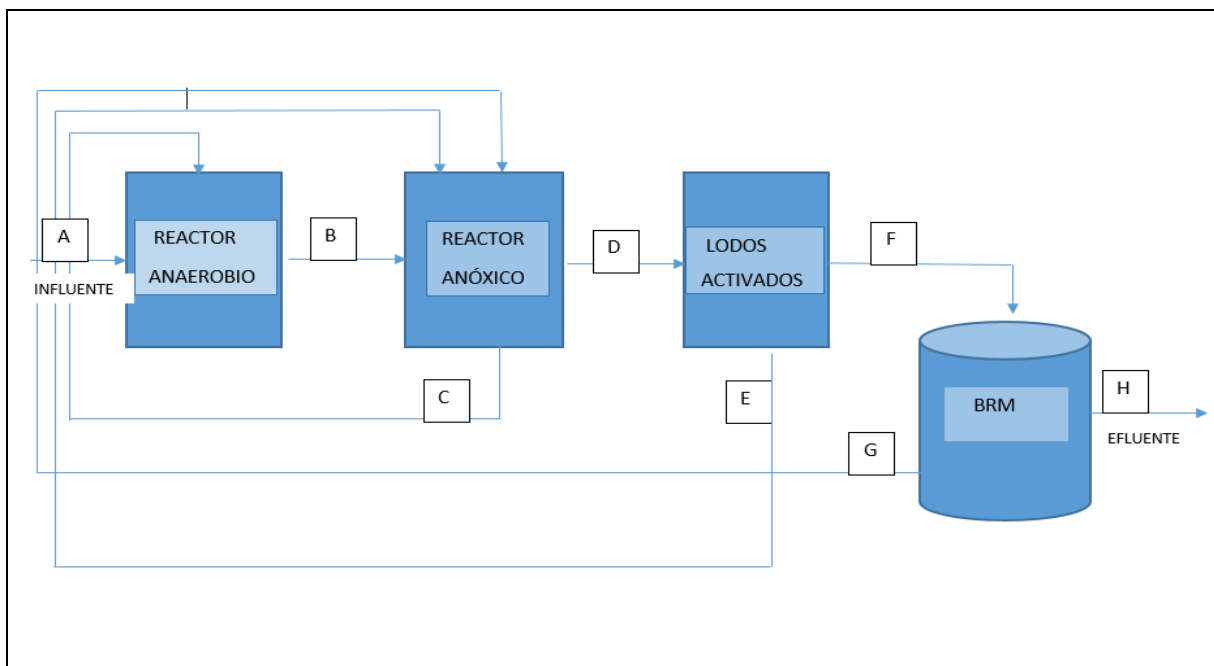 A
INFLUENTE
REACTOR
ANAEROBIO
B
REACTOR
ANÓXICO
C
D
LODOS
ACTIVADOS
E
F
BRM
G
H
EFLUENTE